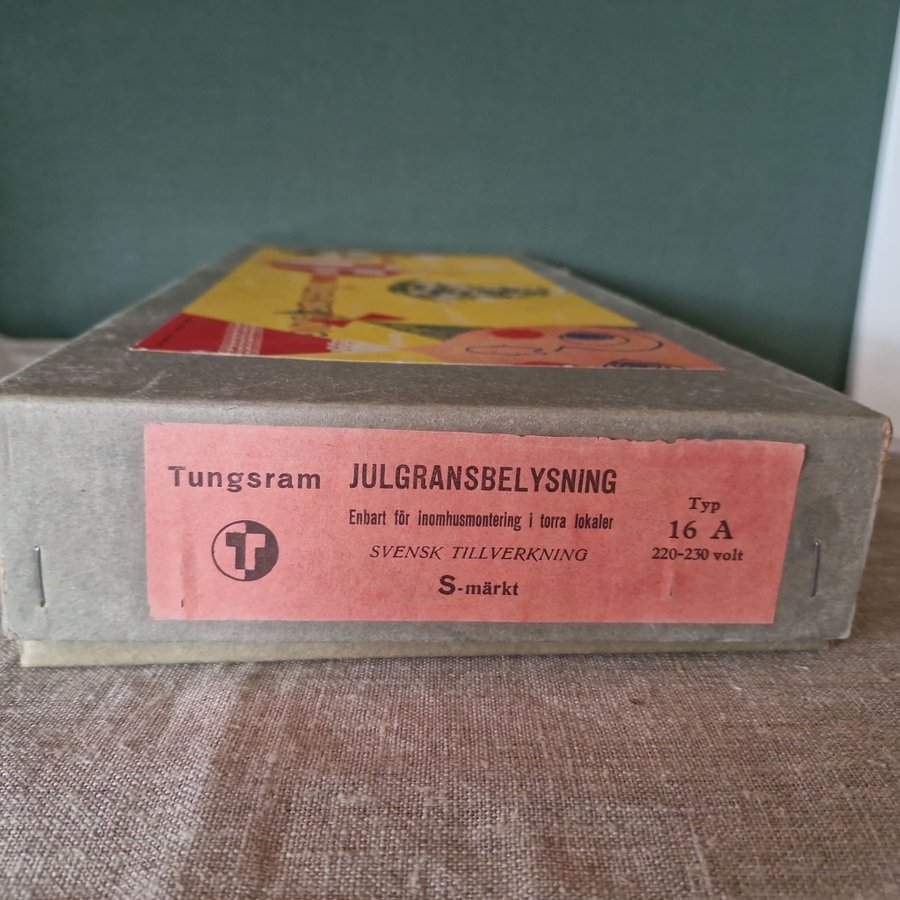 Tungsram JULGRANSBELYSNING
Enbart för inomhusmontering i torra lokaler
SVENSK TILLVERKNING
S-märkt
T
Typ
16 A
220-230 volt